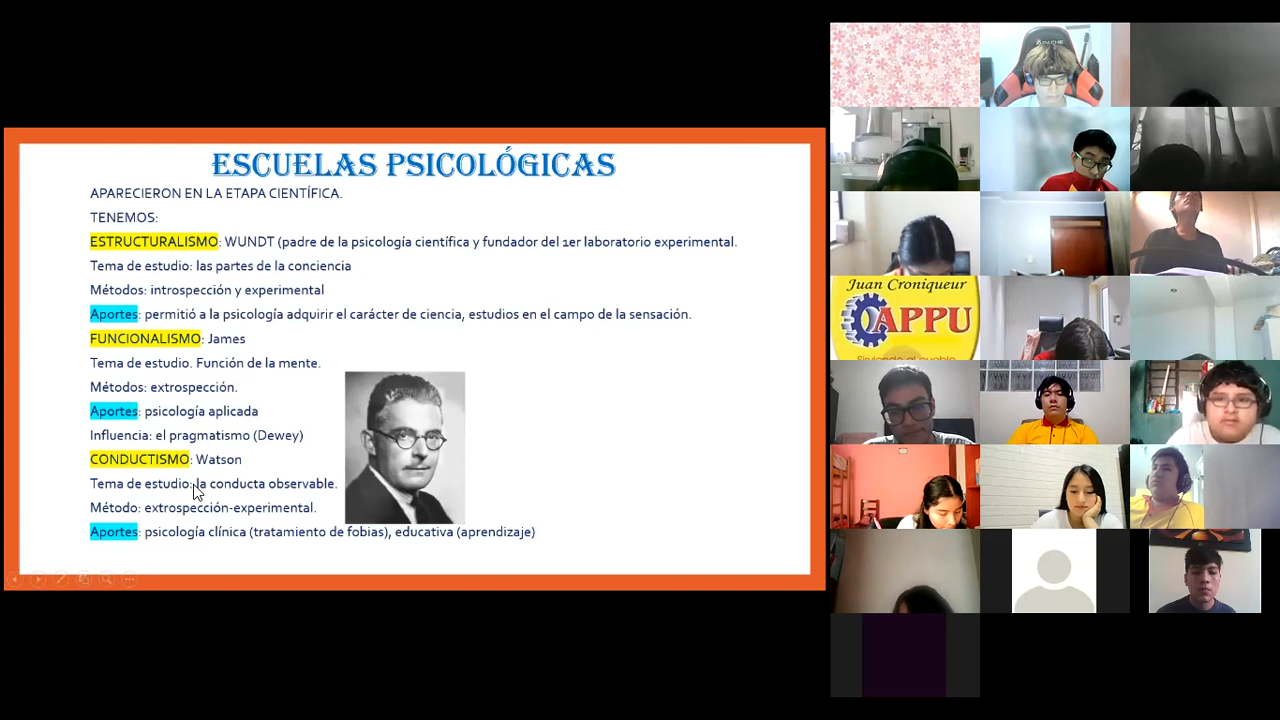 ESCUELAS PSICOLÓGICAS
APARECIERON EN LA ETAPA CIENTÍFICA.
TENEMOS:
ESTRUCTURALISMO: WUNDT (padre de la psicología científica y fundador del 1er laboratorio experimental.
Tema de estudio: las partes de la conciencia
Métodos: introspección y experimental
Aportes: permitió a la psicología adquirir el carácter de ciencia, estudios en el campo de la sensación.
FUNCIONALISMO: James
Tema de estudio. Función de la mente.
Métodos: extrospección.
Aportes: psicología aplicada
Influencia: el pragmatismo (Dewey)
CONDUCTISMO: Watson
Tema de estudio: la conducta observable.
Método: extrospección-experimental.
Aportes: psicología clínica (tratamiento de fobias), educativa (aprendizaje)
Juan Croniqueur
APPU
Sirviendo al pueblo